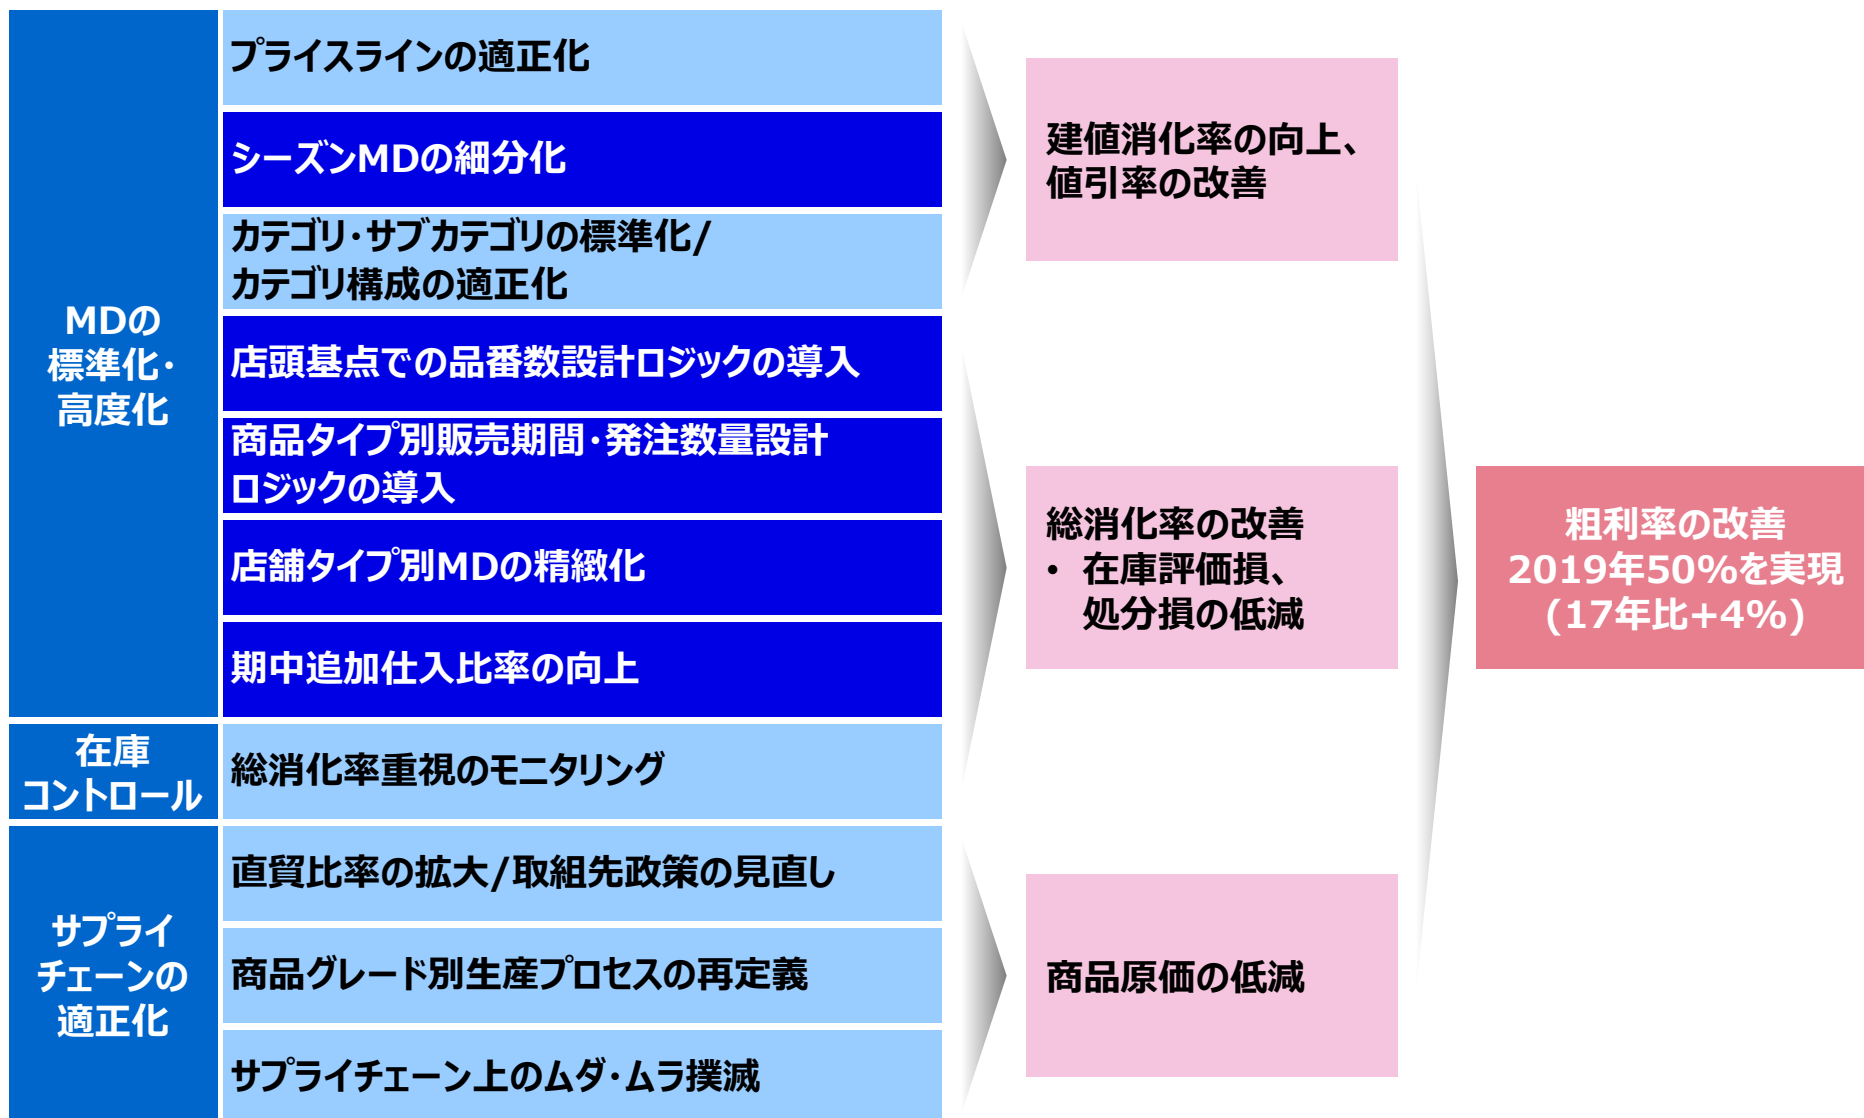 MDの
標準化・
高度化
プライスラインの適正化
シーズンMDの細分化
カテゴリ・サブカテゴリの標準化/
カテゴリ構成の適正化
店頭基点での品番数設計ロジックの導入
商品タイプ別販売期間・発注数量設計
ロジックの導入
店舗タイプ別MDの精緻化
期中追加仕入比率の向上
在庫
コントロール
総消化率重視のモニタリング
サプライ
チェーンの
適正化
直貿比率の拡大/取組先政策の見直し
商品グレード別生産プロセスの再定義
サプライチェーン上のムダ・ムラ撲滅
建値消化率の向上、
値引率の改善
総消化率の改善
• 在庫評価損、
処分損の低減
商品原価の低減
粗利率の改善
2019年50%を実現
(17年比+4%)